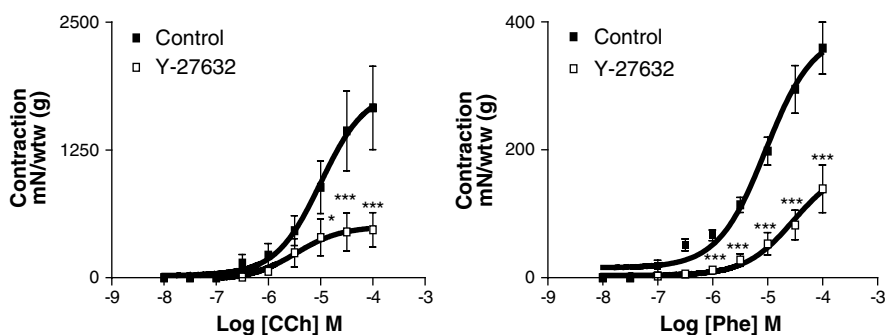 2500
Control
Y-27632
Contraction
mN/wtw (g)
1250
*
***
***
0
-9 -8 -7 -6 -5 -4 -3
Log [CCh] M
400
Control
Y-27632
Contraction
mN/wtw (g)
200
***
***
***
***
***
0
-9 -8 -7 -6 -5 -4 -3
Log [Phe] M